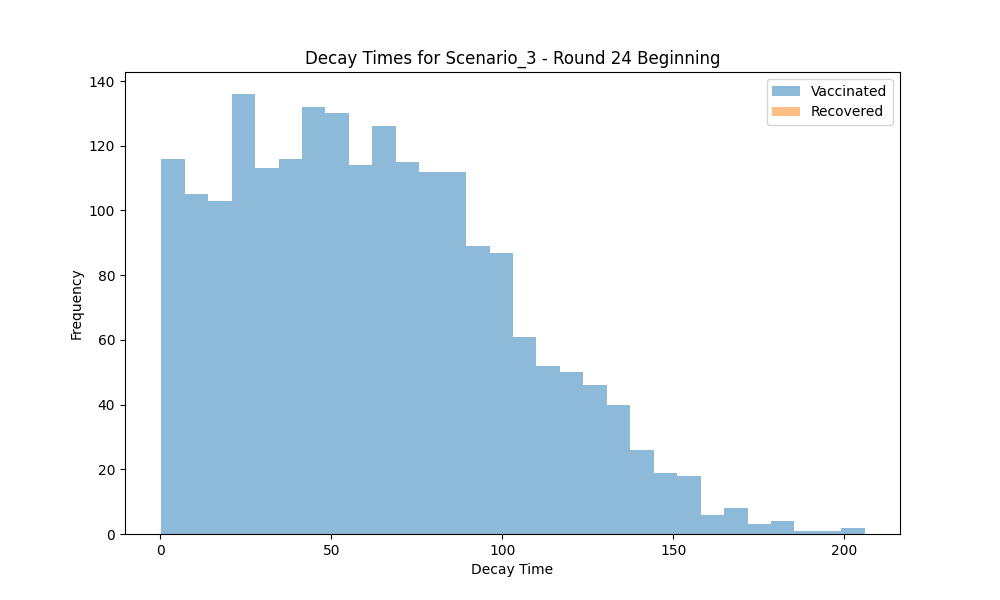 Decay Times for Scenario_3 - Round 24 Beginning
Vaccinated
Recovered
Frequency
140
120
100
80
60
40
20
0
0 50 100 150 200
Decay Time